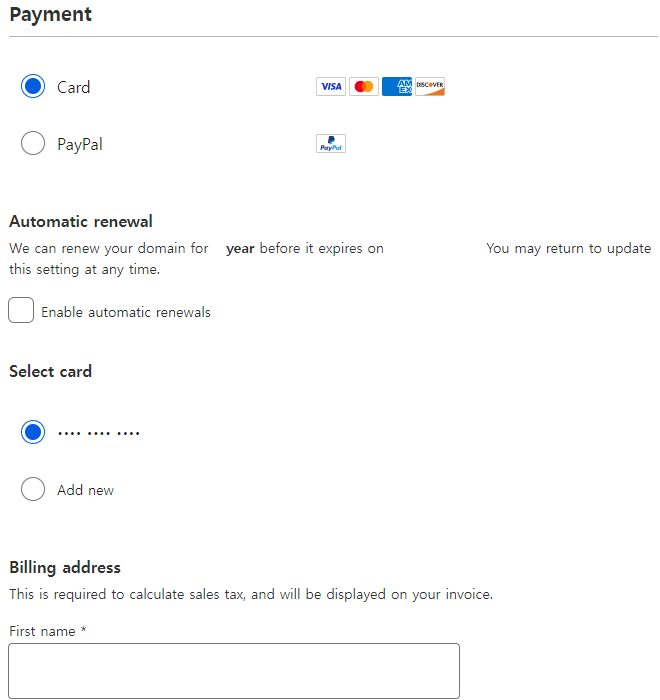 Payment
Card VISA AM EX DISCOVER
PayPal PayPal
Automatic renewal
We can renew your domain for year before it expires on You may return to update
this setting at any time.
Enable automatic renewals
Select card
•••• •••• ••••
Add new
Billing address
This is required to calculate sales tax, and will be displayed on your invoice.
First name *